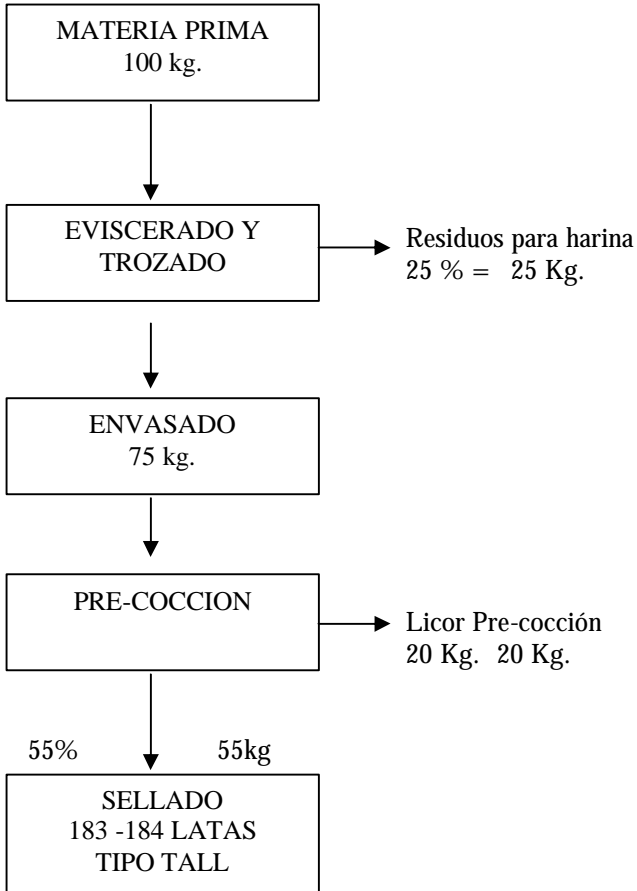 MATERIA PRIMA
100 kg.
EVISCERADO Y
TROZADO
Residuos para harina
25 % = 25 Kg.
ENVASADO
75 kg.
PRE-COCCION
Licor Pre-cocción
20 Kg. 20 Kg.
55% 55kg
SELLADO
183 -184 LATAS
TIPO TALL